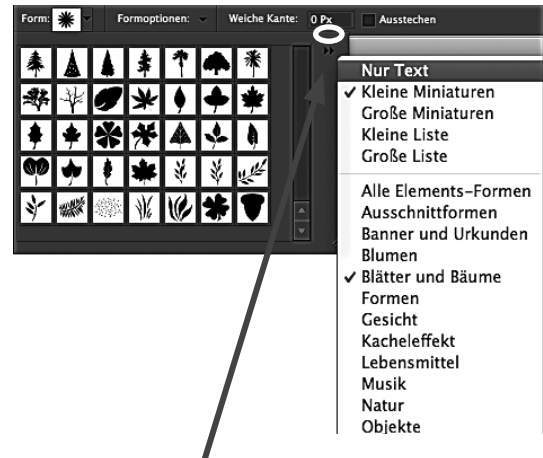 Form: Formoptionen: Weiche Kante: 0 Px Ausstechen
Nur Text
✓ Kleine Miniaturen
Große Miniaturen
Kleine Liste
Große Liste
Alle Elements-Formen
Ausschnittformen
Banner und Urkunden
Blumen
✓ Blätter und Bäume
Formen
Gesicht
Kacheleffekt
Lebensmittel
Musik
Natur
Objekte